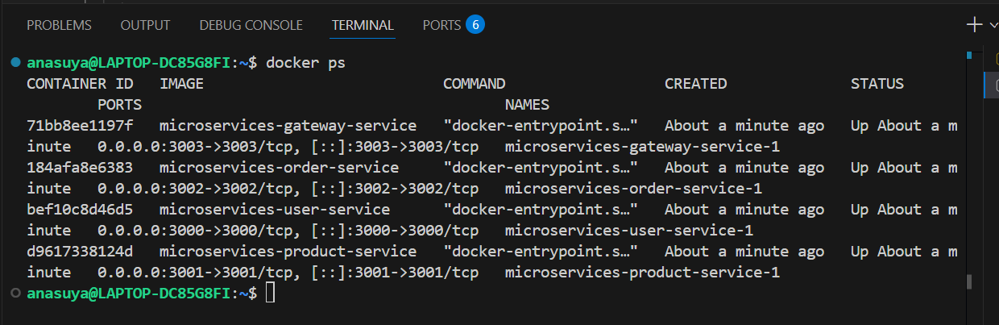 PROBLEMS OUTPUT DEBUG CONSOLE TERMINAL PORTS 6
anasuya@LAPTOP-DC85G8FI:~$ docker ps
CONTAINER ID   IMAGE                           COMMAND                  CREATED              STATUS
        PORTS                                         NAMES
71bb8ee1197f   microservices-gateway-service   "docker-entrypoint.s…"   About a minute ago   Up About a m
inute   0.0.0.0:3003->3003/tcp, [::]:3003->3003/tcp   microservices-gateway-service-1
184afa8e6383   microservices-order-service     "docker-entrypoint.s…"   About a minute ago   Up About a m
inute   0.0.0.0:3002->3002/tcp, [::]:3002->3002/tcp   microservices-order-service-1
bef10c8d46d5   microservices-user-service      "docker-entrypoint.s…"   About a minute ago   Up About a m
inute   0.0.0.0:3000->3000/tcp, [::]:3000->3000/tcp   microservices-user-service-1
d9617338124d   microservices-product-service   "docker-entrypoint.s…"   About a minute ago   Up About a m
inute   0.0.0.0:3001->3001/tcp, [::]:3001->3001/tcp   microservices-product-service-1
anasuya@LAPTOP-DC85G8FI:~$